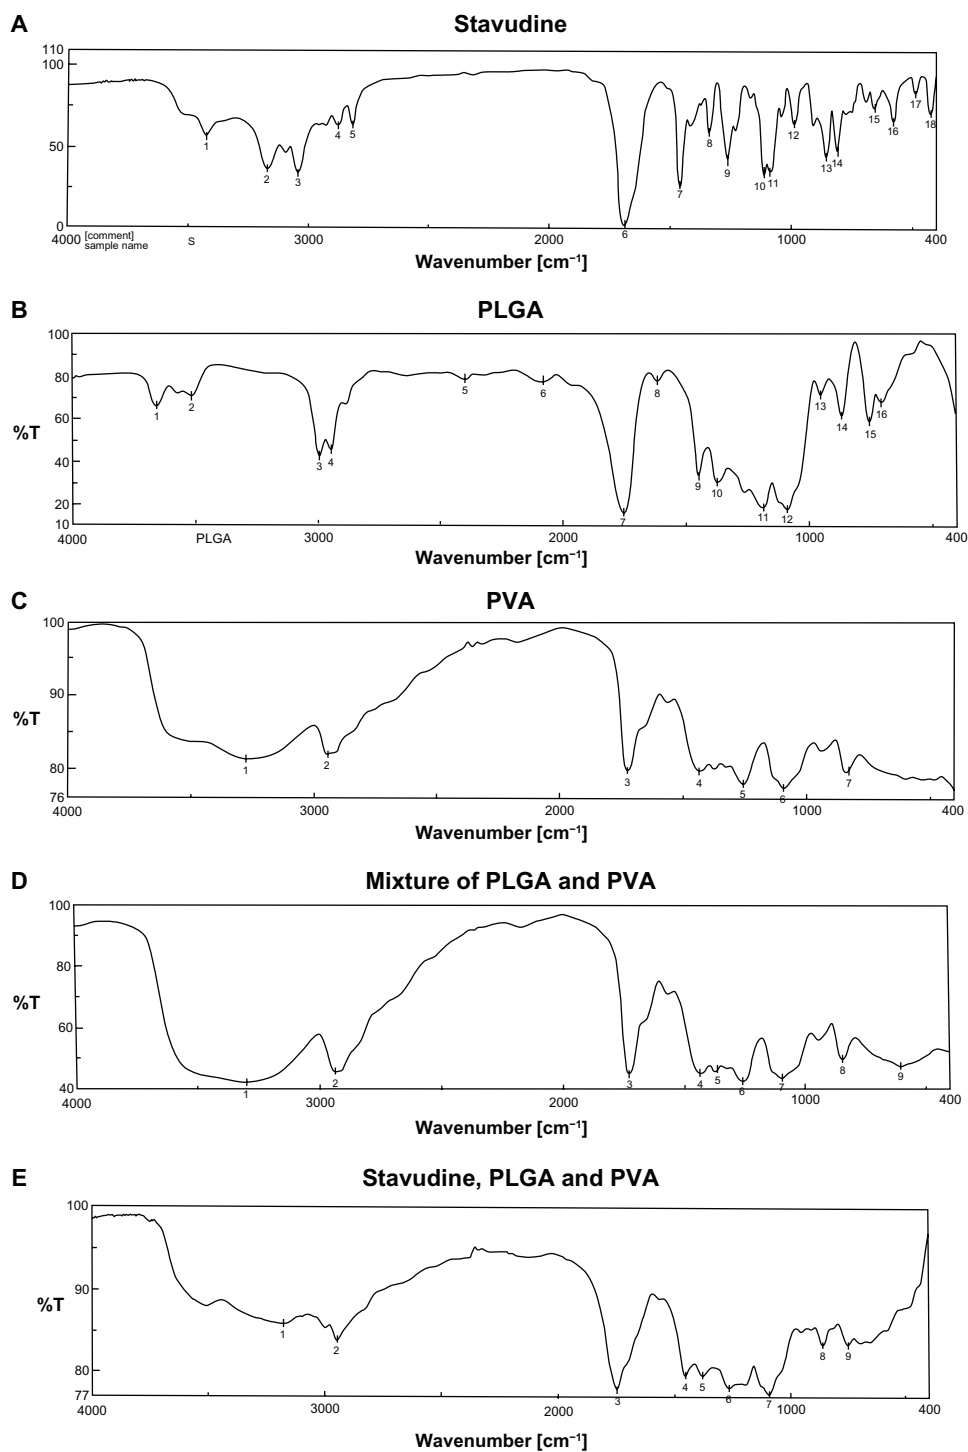 A
Stavudine
110
100
50
0
1 2 3 4 5 6 7 8 9 10 11 12 13 14 15 16 17 18
4000 3000 2000 1000 400
[comment]
sample name S
Wavenumber [cm⁻¹]
B
PLGA
%T
100
80
60
40
20
10
1 2 3 4 5 6 7 8 9 10 11 12 13 14 15 16
4000 PLGA 3000 2000 1000 400
Wavenumber [cm⁻¹]
C
PVA
%T
100
90
80
76
1 2 3 4 5 6 7
4000 3000 2000 1000 400
Wavenumber [cm⁻¹]
D
Mixture of PLGA and PVA
%T
100
80
60
40
1 2 3 4 5 6 7 8 9
4000 3000 2000 1000 400
Wavenumber [cm⁻¹]
E
Stavudine, PLGA and PVA
%T
100
90
80
77
1 2 3 4 5 6 7 8 9
4000 3000 2000 1000 400
Wavenumber [cm⁻¹]